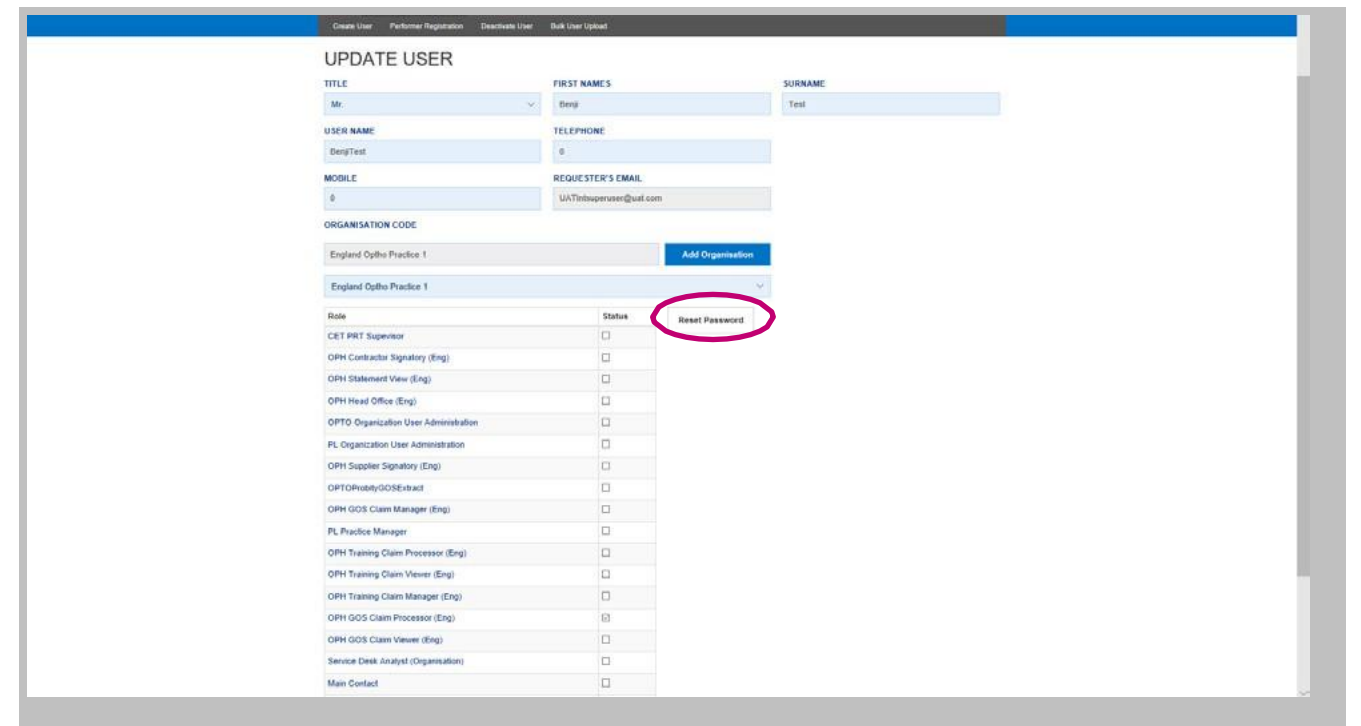 Create User Performer Registration Deactivate User Bulk User Upload
UPDATE USER
TITLE FIRST NAMES SURNAME
Mr. Benji Test
USER NAME TELEPHONE
BenjiTest 0
MOBILE REQUESTER'S EMAIL
0 UATintsuperuser@uat.com
ORGANISATION CODE
England Optho Practice 1 Add Organisation
England Optho Practice 1
Role Status Reset Password
CET PRT Supevisor
OPH Contractor Signatory (Eng)
OPH Statement View (Eng)
OPH Head Office (Eng)
OPTO Organization User Administration
PL Organization User Administration
OPH Supplier Signatory (Eng)
OPTOProbityGOSExtract
OPH GOS Claim Manager (Eng)
PL Practice Manager
OPH Training Claim Processor (Eng)
OPH Training Claim Viewer (Eng)
OPH Training Claim Manager (Eng)
OPH GOS Claim Processor (Eng)
OPH GOS Claim Viewer (Eng)
Service Desk Analyst (Organisation)
Main Contact